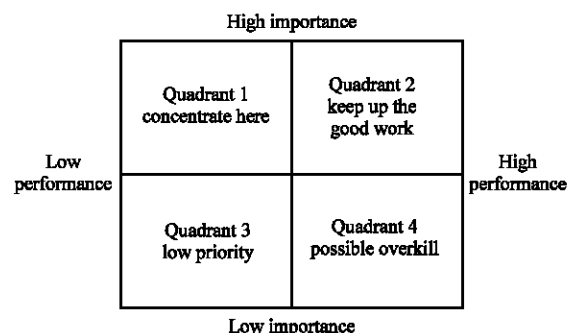 High importance
Quadrant 1
concentrate here
Quadrant 2
keep up the
good work
Low
performance
High
performance
Quadrant 3
low priority
Quadrant 4
possible overkill
Low importance